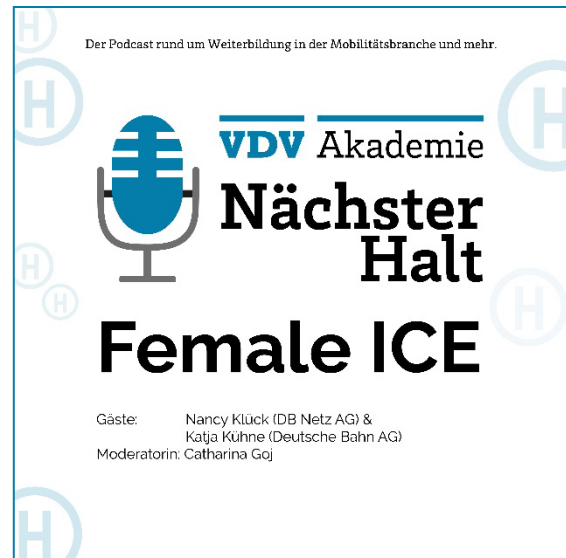 Der Podcast rund um Weiterbildung in der Mobilitätsbranche und mehr.
VDV Akademie
Nächster
Halt
Female ICE
Gäste: Nancy Klück (DB Netz AG) &
Katja Kühne (Deutsche Bahn AG)
Moderatorin: Catharina Goj
H
H
H
H
H
H
H